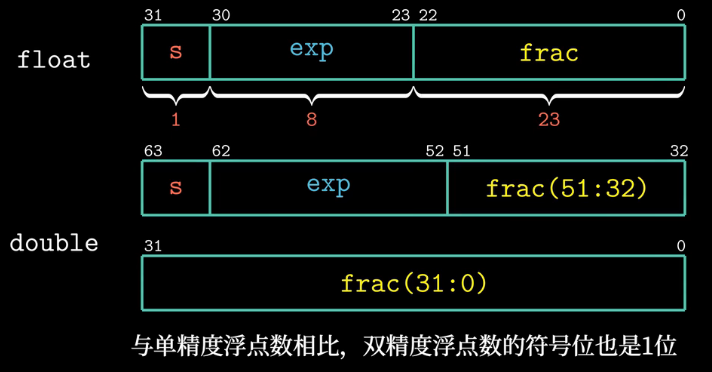 31 30 23 22 0
float s exp frac
1 8 23
63 62 52 51 32
s exp frac(51:32)
double
31 0
frac(31:0)
与单精度浮点数相比，双精度浮点数的符号位也是1位